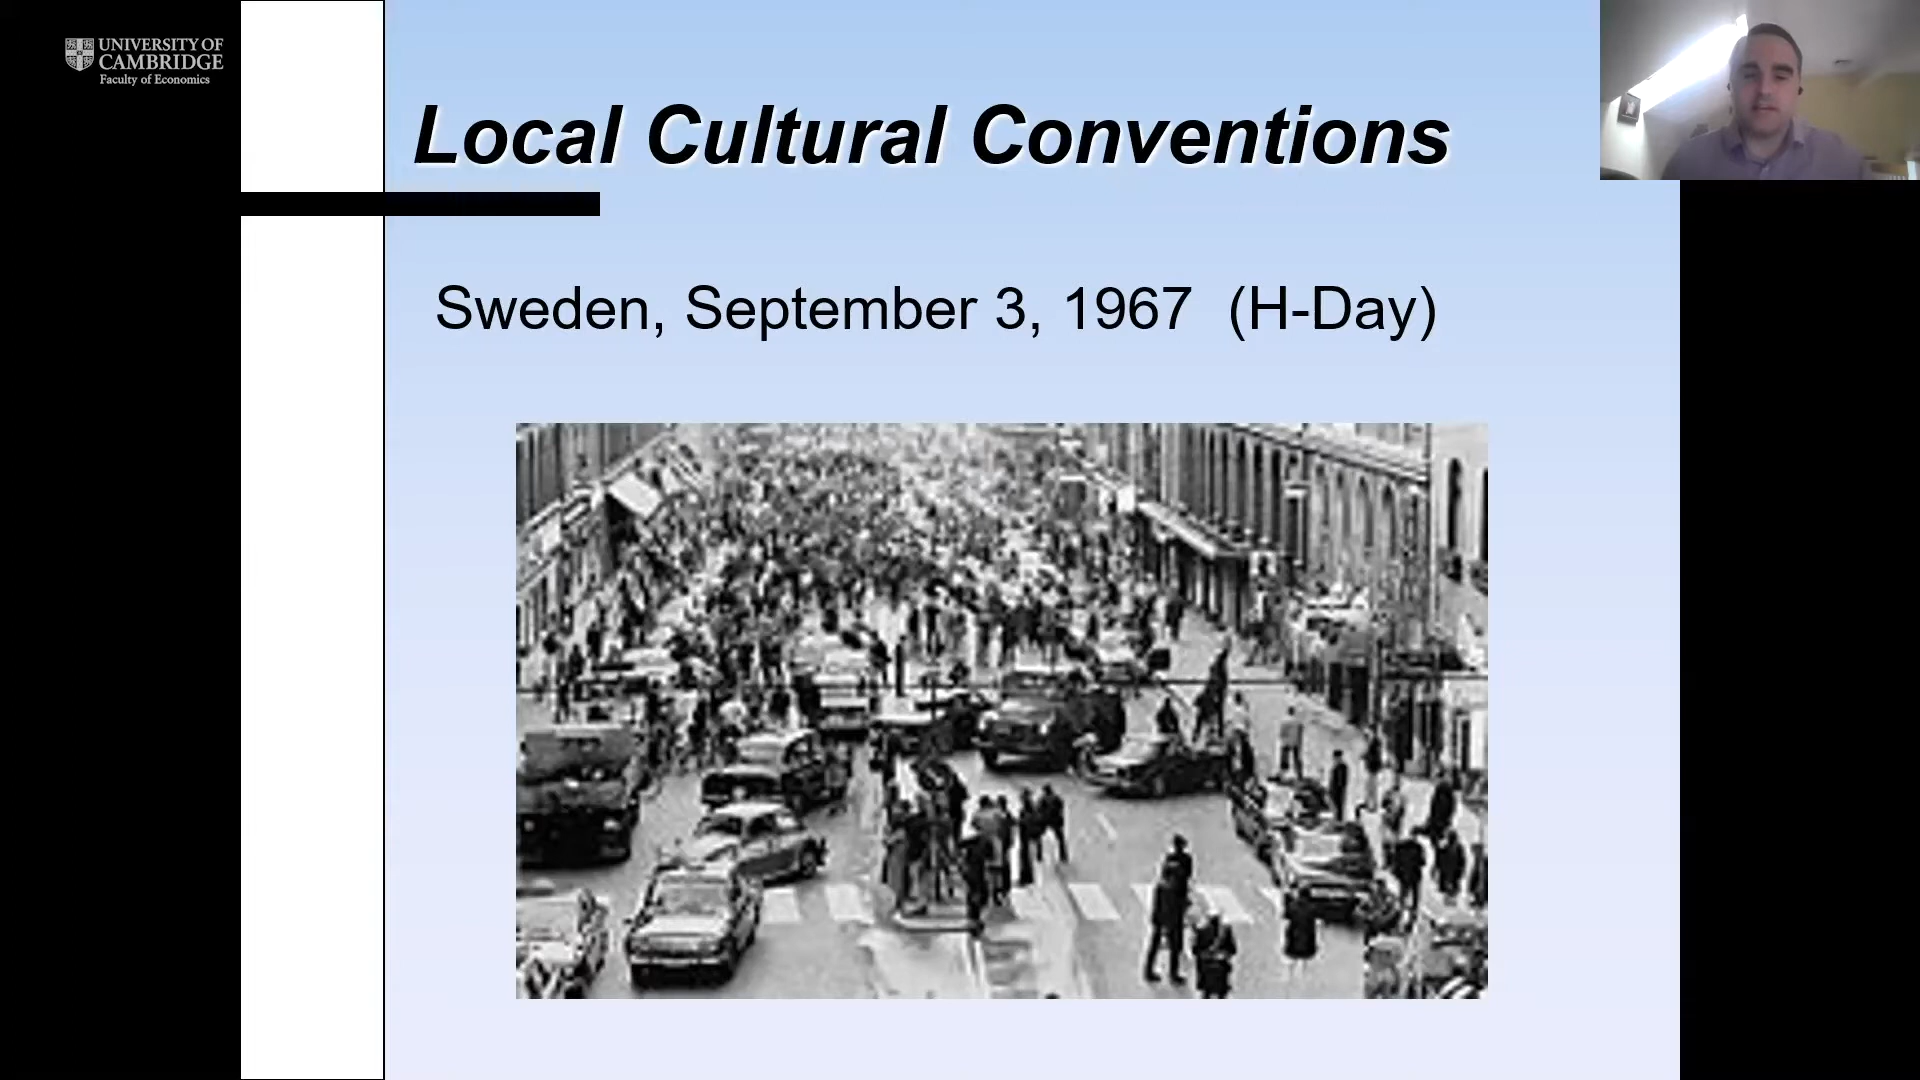 UNIVERSITY OF
CAMBRIDGE
Faculty of Economics
Local Cultural Conventions
Sweden, September 3, 1967 (H-Day)